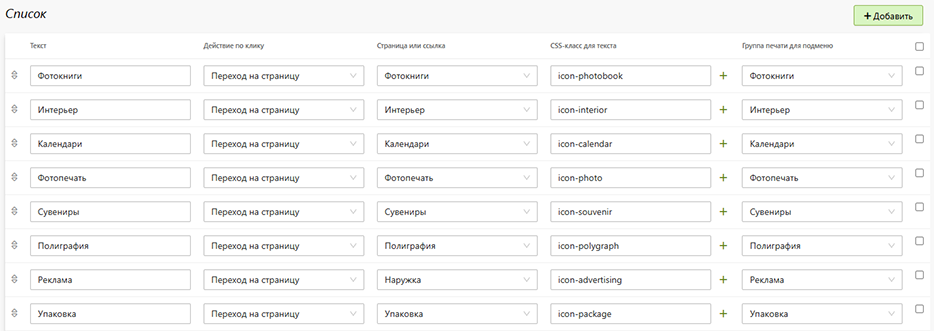 Список
+ Добавить
Текст Действие по клику Страница или ссылка CSS-класс для текста Группа печати для подменю
Фотокниги Переход на страницу Фотокниги icon-photobook + Фотокниги
Интерьер Переход на страницу Интерьер icon-interior + Интерьер
Календари Переход на страницу Календари icon-calendar + Календари
Фотопечать Переход на страницу Фотопечать icon-photo + Фотопечать
Сувениры Переход на страницу Сувениры icon-souvenir + Сувениры
Полиграфия Переход на страницу Полиграфия icon-polygraph + Полиграфия
Реклама Переход на страницу Наружка icon-advertising + Реклама
Упаковка Переход на страницу Упаковка icon-package + Упаковка